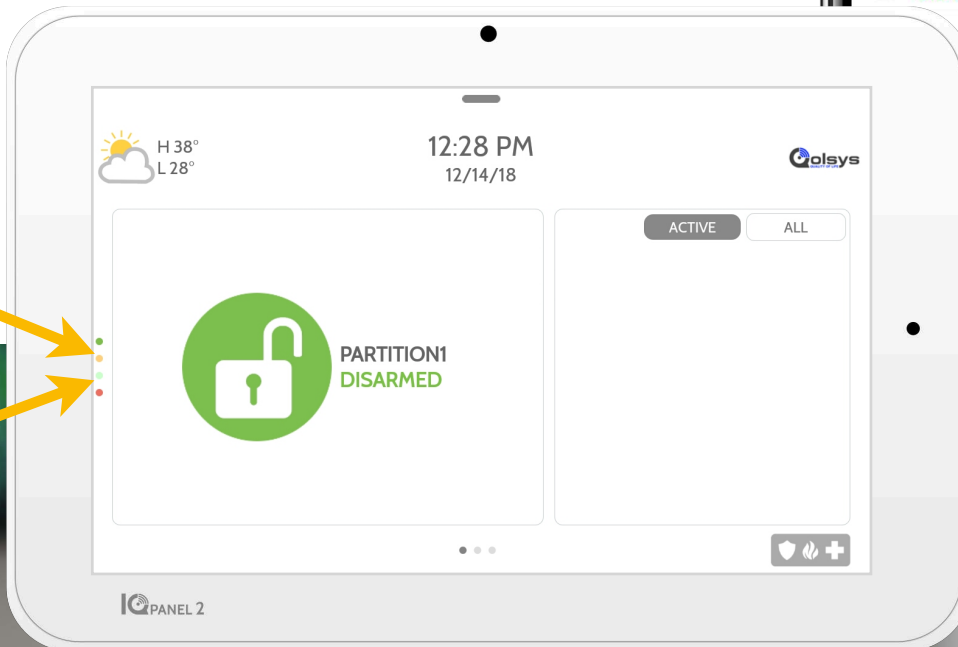 H 38°
L 28°
12:28 PM
12/14/18
Qolsys
ACTIVE
ALL
PARTITION1
DISARMED
IQ PANEL 2